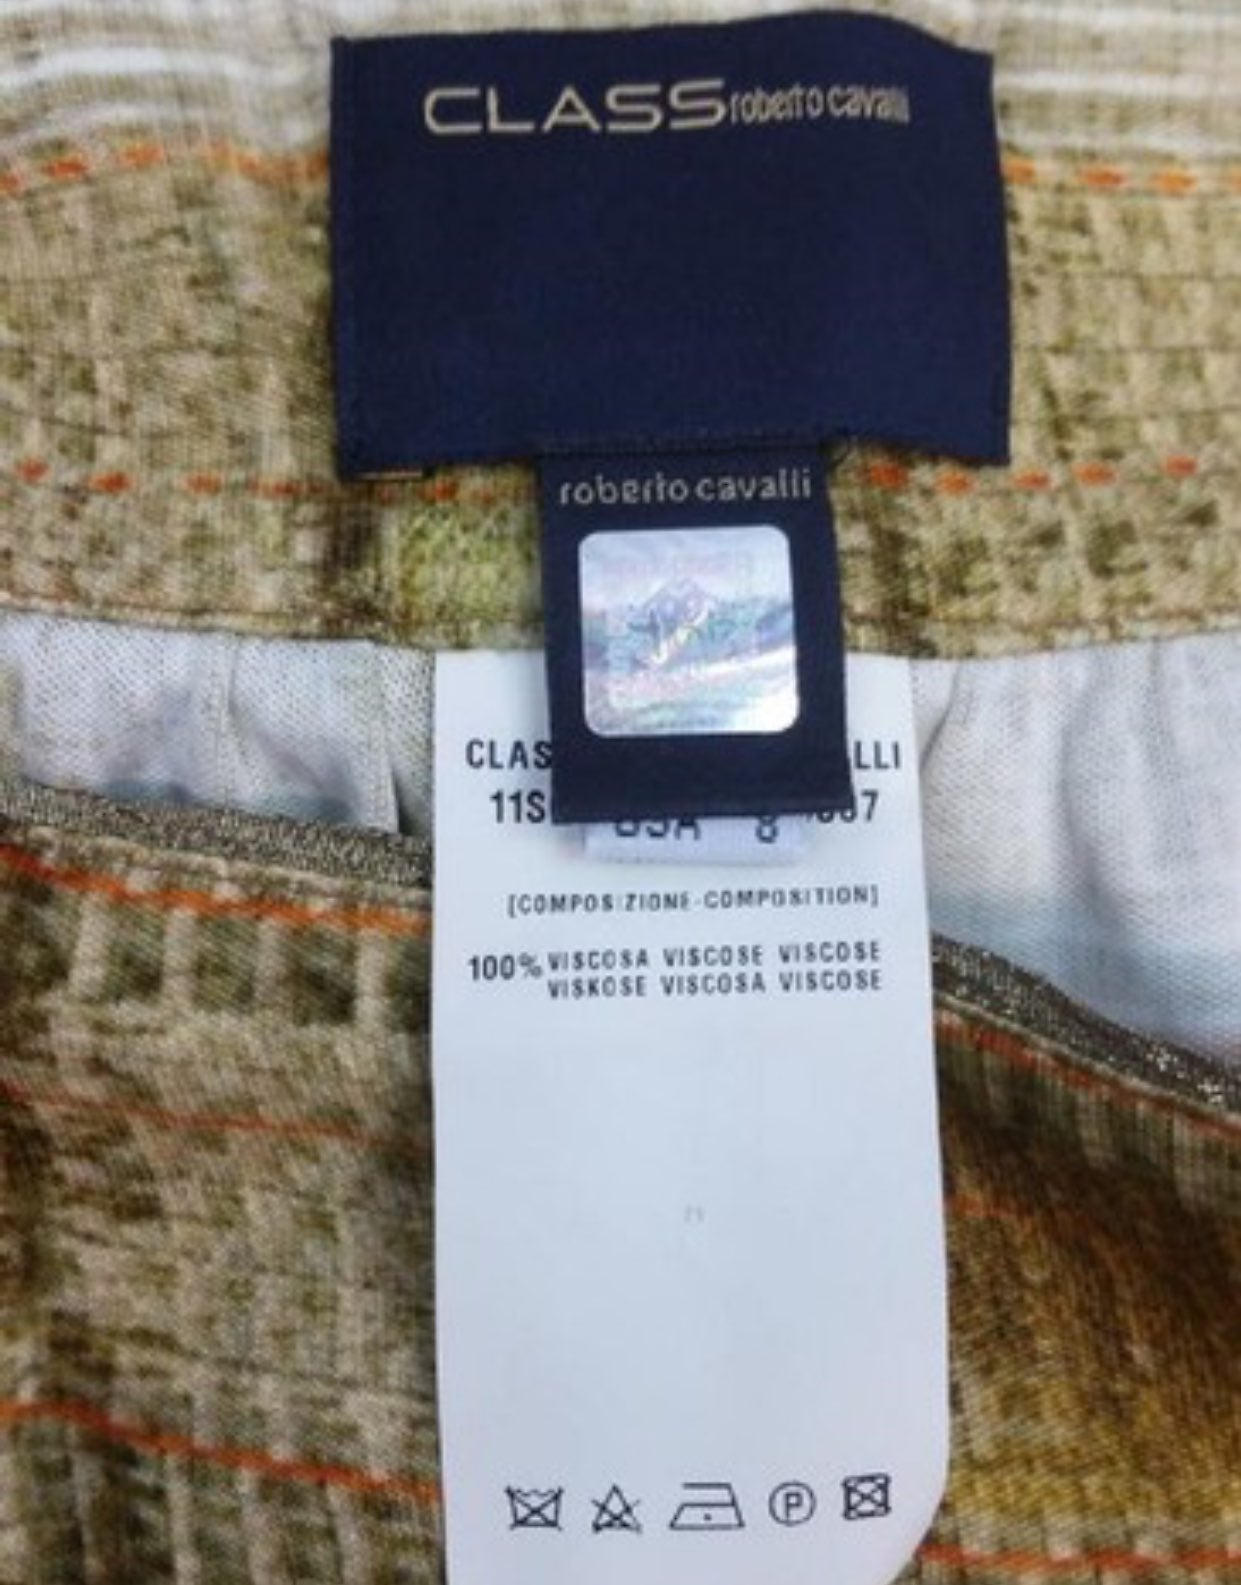 CLASS roberto cavalli
roberto cavalli
CLAS LLI
11S 07
USA 8
[COMPOSIZIONE-COMPOSITION]
100% VISCOSA VISCOSE VISCOSE
VISKOSE VISCOSA VISCOSE
P